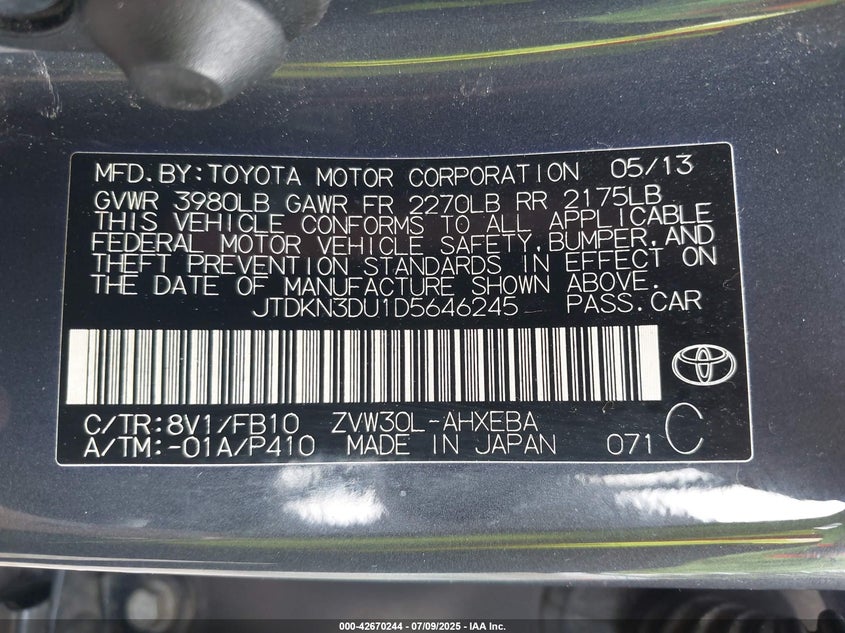 MFD.BY:TOYOTA MOTOR CORPORATION 05/13
GVWR 3980LB GAWR FR 2270LB RR 2175LB
THIS VEHICLE CONFORMS TO ALL APPLICABLE
FEDERAL MOTOR VEHICLE SAFETY,BUMPER,AND
THEFT PREVENTION STANDARDS IN EFFECT ON
THE DATE OF MANUFACTURE SHOWN ABOVE.
JTDKN3DU1D5646245 PASS.CAR
C/TR:8V1/FB10 ZVW30L-AHXEBA
A/TM:-01A/P410 MADE IN JAPAN 071 C
000-42670244 - 07/09/2025 - IAA Inc.